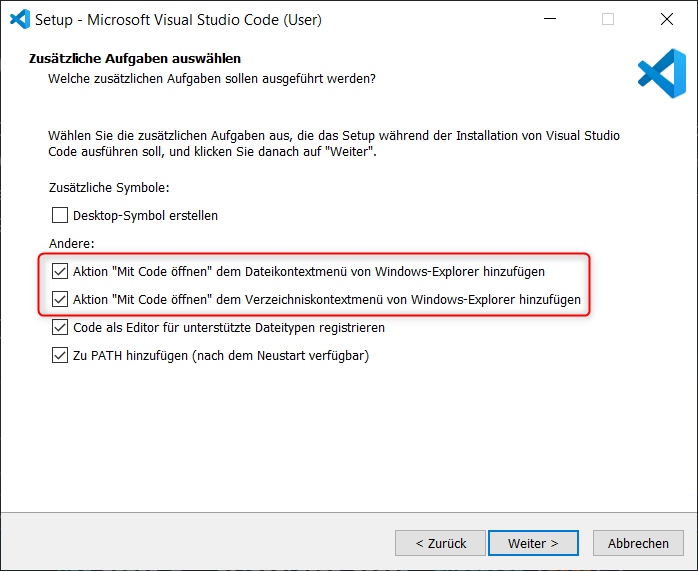 Setup - Microsoft Visual Studio Code (User)
Zusätzliche Aufgaben auswählen
Welche zusätzlichen Aufgaben sollen ausgeführt werden?
Wählen Sie die zusätzlichen Aufgaben aus, die das Setup während der Installation von Visual Studio
Code ausführen soll, und klicken Sie danach auf "Weiter".
Zusätzliche Symbole:
Desktop-Symbol erstellen
Andere:
Aktion "Mit Code öffnen" dem Dateikontextmenü von Windows-Explorer hinzufügen
Aktion "Mit Code öffnen" dem Verzeichniskontextmenü von Windows-Explorer hinzufügen
Code als Editor für unterstützte Dateitypen registrieren
Zu PATH hinzufügen (nach dem Neustart verfügbar)
< Zurück
Weiter >
Abbrechen